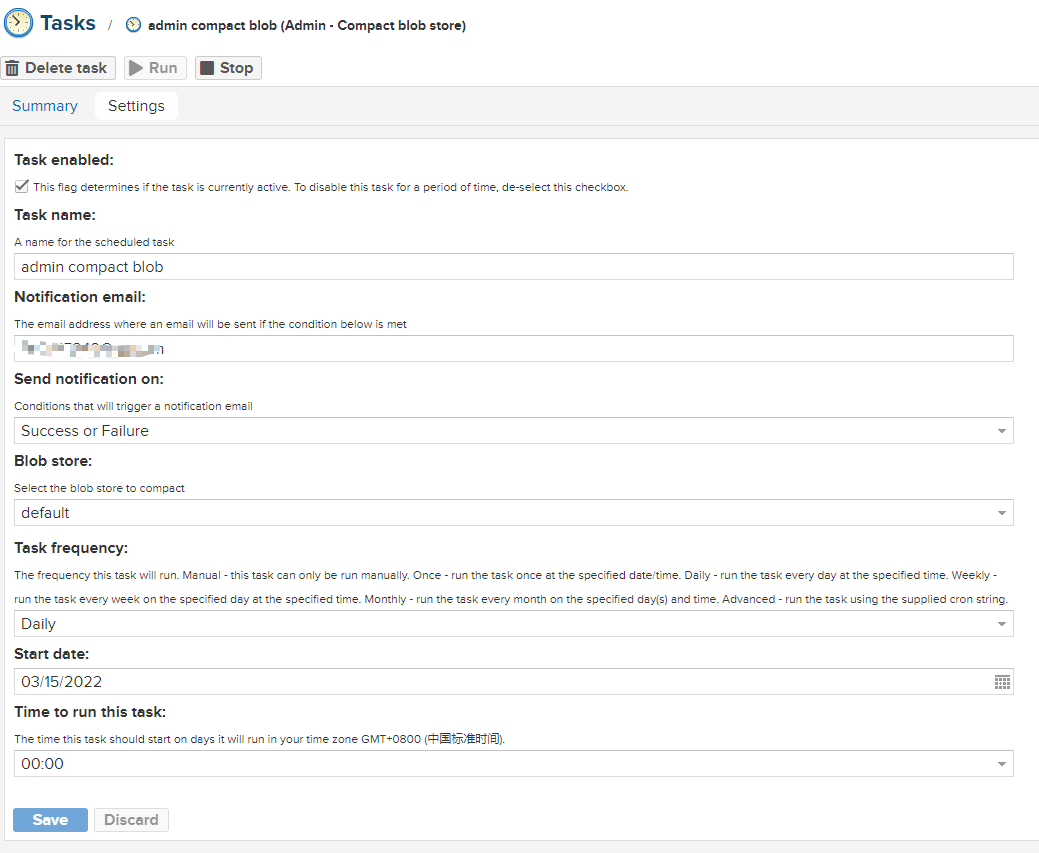 Tasks / admin compact blob (Admin - Compact blob store)
Delete task Run Stop
Summary Settings
Task enabled:
This flag determines if the task is currently active. To disable this task for a period of time, de-select this checkbox.
Task name:
A name for the scheduled task
admin compact blob
Notification email:
The email address where an email will be sent if the condition below is met
Send notification on:
Conditions that will trigger a notification email
Success or Failure
Blob store:
Select the blob store to compact
default
Task frequency:
The frequency this task will run. Manual - this task can only be run manually. Once - run the task once at the specified date/time. Daily - run the task every day at the specified time. Weekly -
run the task every week on the specified day at the specified time. Monthly - run the task every month on the specified day(s) and time. Advanced - run the task using the supplied cron string.
Daily
Start date:
03/15/2022
Time to run this task:
The time this task should start on days it will run in your time zone GMT+0800 (中国标准时间).
00:00
Save Discard